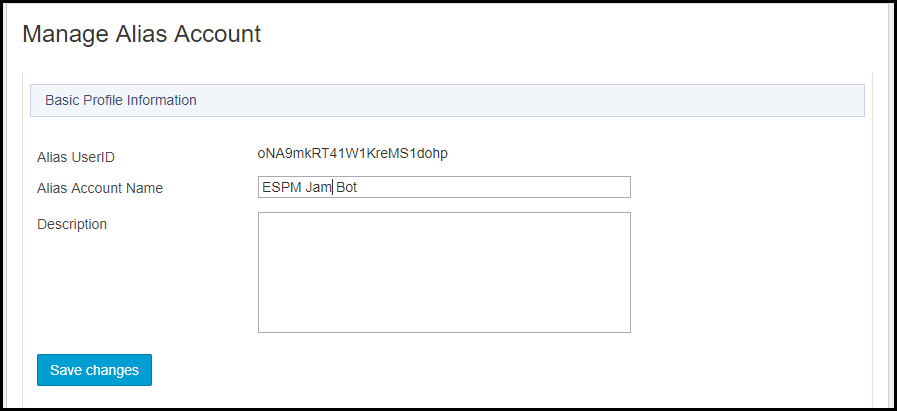 Manage Alias Account
Basic Profile Information
Alias UserID oNA9mkRT41W1KreMS1dohp
Alias Account Name ESPM Jam Bot
Description
Save changes